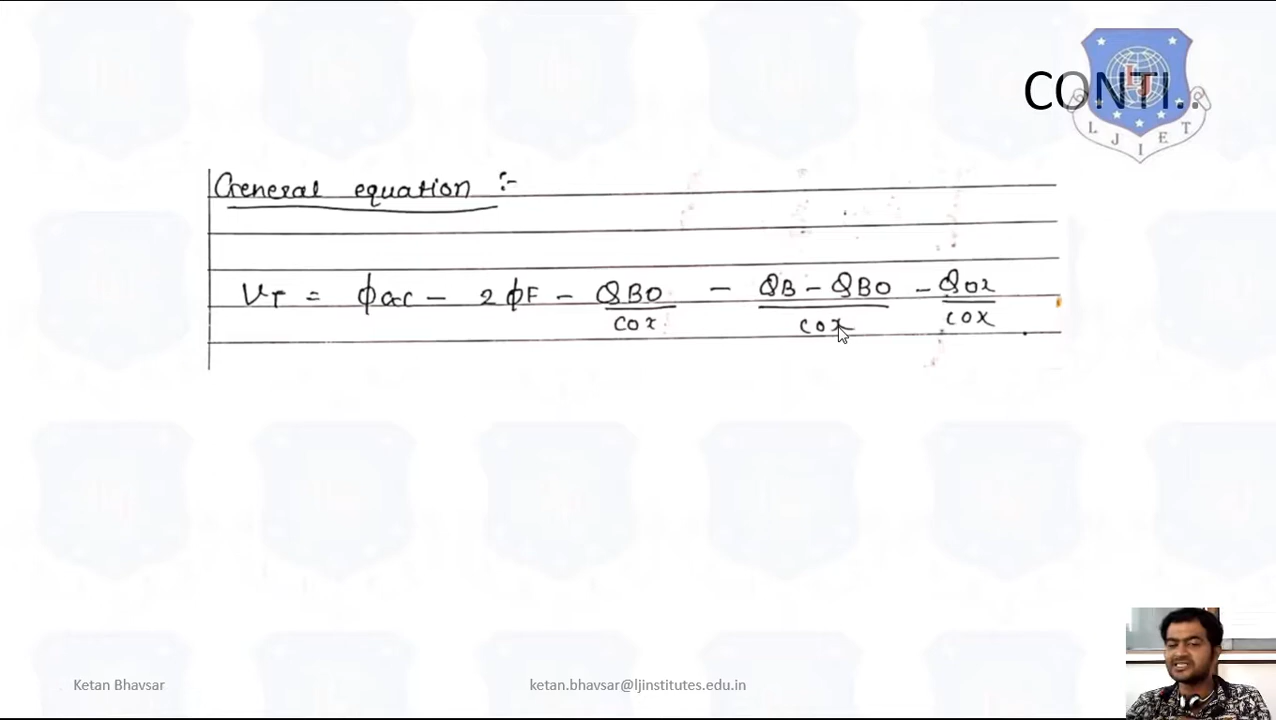 CONTI..
LJ
L J I E T
General equation :-
VT = ϕGC - 2ϕF - QBO/COX - QB - QBO/COX - QOX/COX
Ketan Bhavsar
ketan.bhavsar@ljinstitutes.edu.in